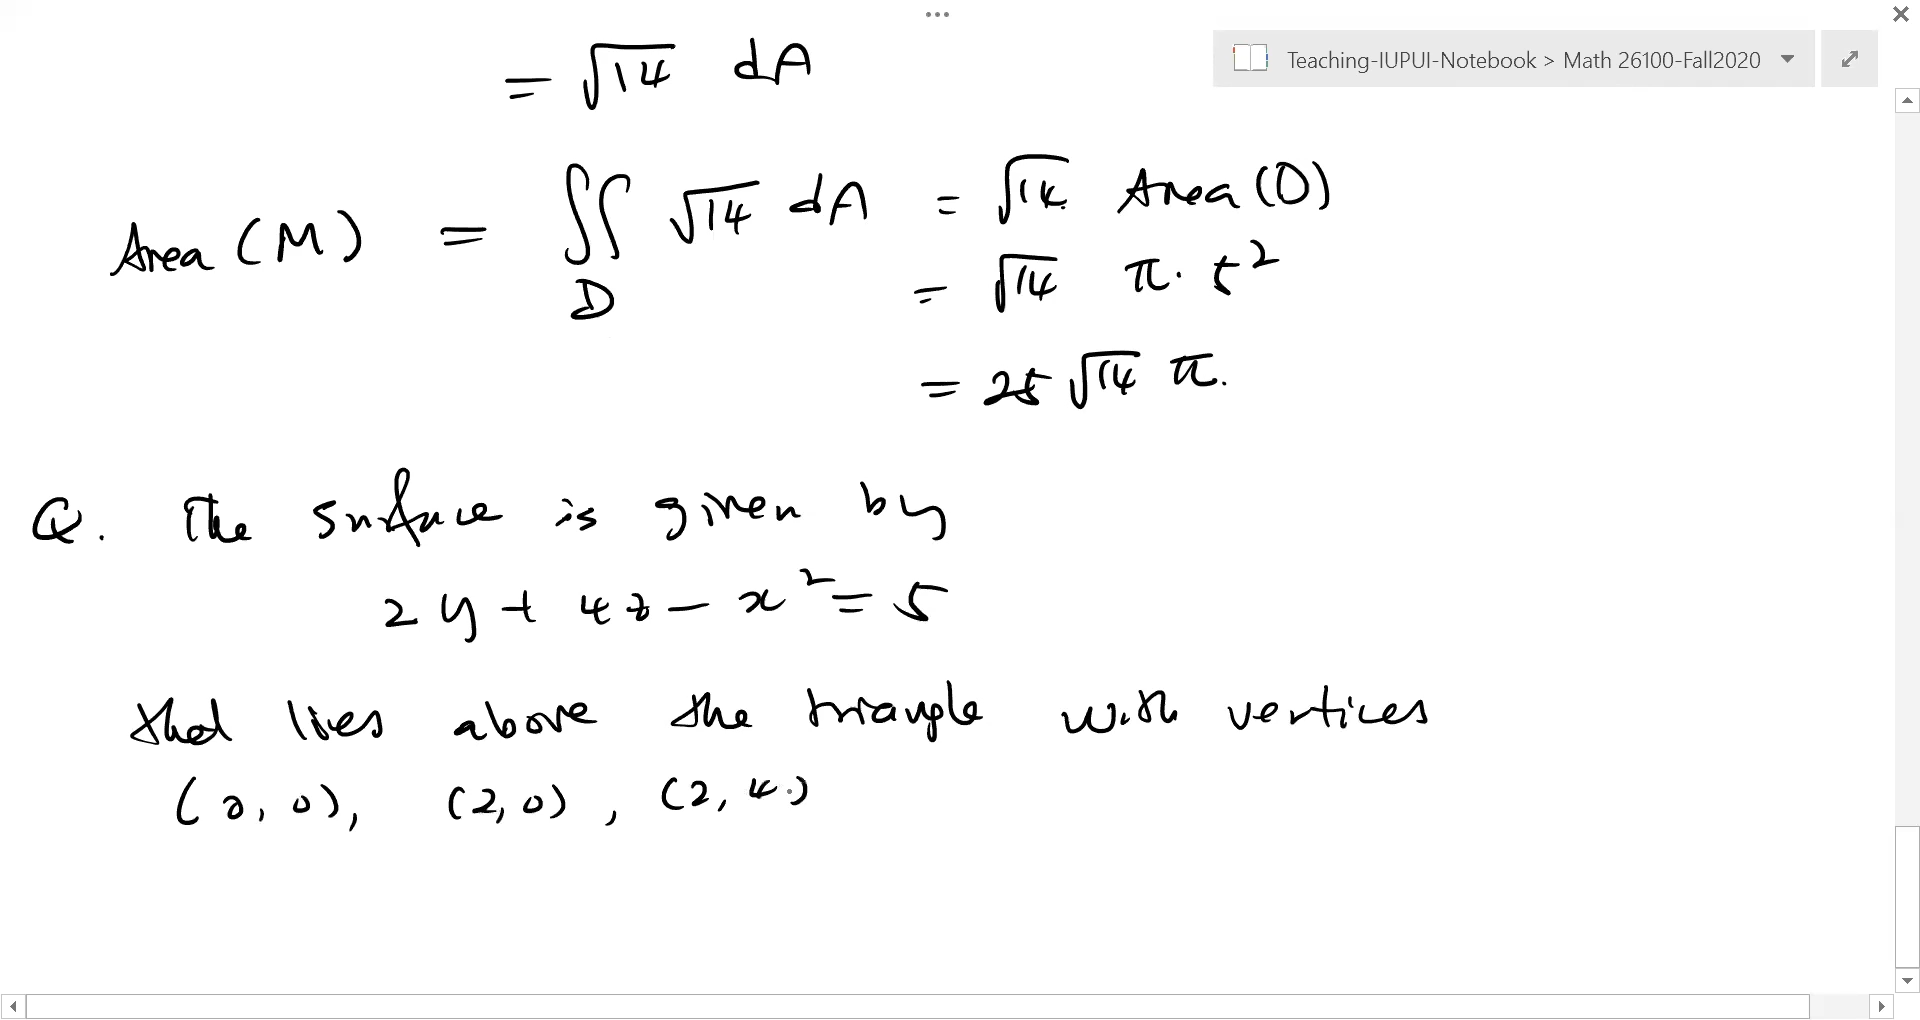 Teaching-IUPUI-Notebook > Math 26100-Fall2020
= √14 dA
Area (M) = ∬_D √14 dA = √14 Area (D)
= √14 π · 5²
= 25 √14 π.
Q. The surface is given by
2y + 4z − x² = 5
that lies above the triangle with vertices
(0, 0), (2, 0), (2, 4)